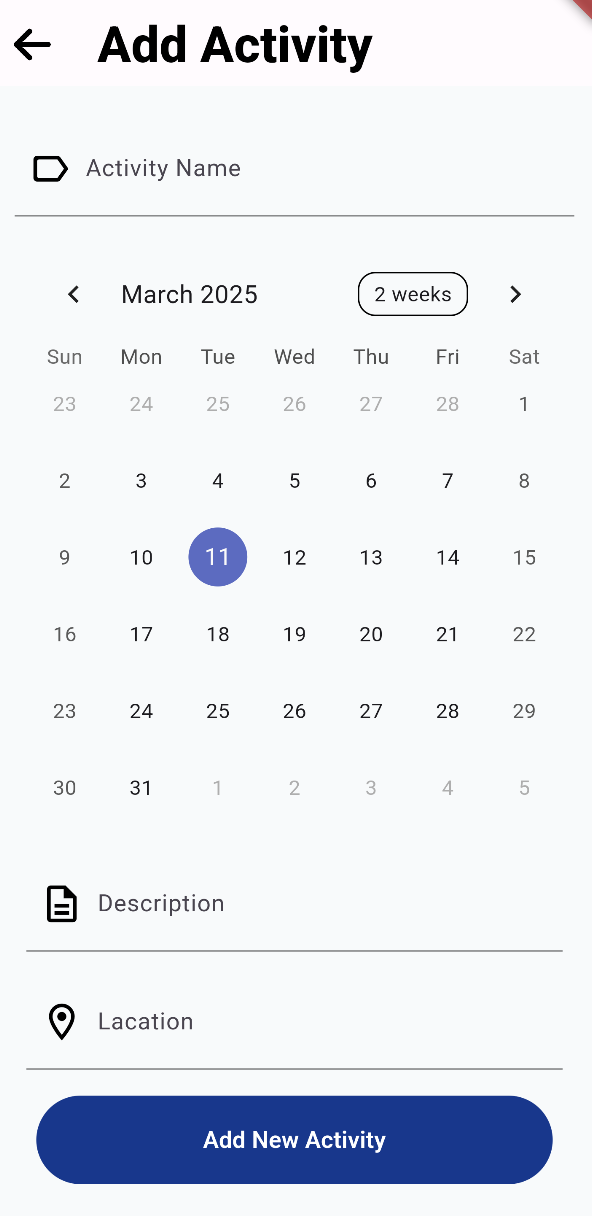 Add Activity
Activity Name
March 2025 2 weeks
Sun Mon Tue Wed Thu Fri Sat
23 24 25 26 27 28 1
2 3 4 5 6 7 8
9 10 11 12 13 14 15
16 17 18 19 20 21 22
23 24 25 26 27 28 29
30 31 1 2 3 4 5
Description
Lacation
Add New Activity